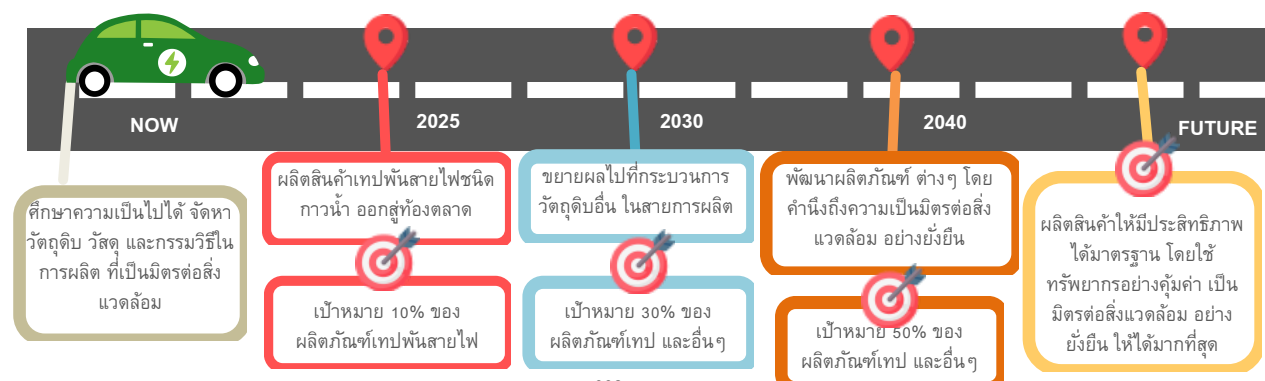 NOW
2025
2030
2040
FUTURE
ศึกษาความเป็นไปได้ จัดหา
วัตถุดิบ วัสดุ และกรรมวิธีใน
การผลิต ที่เป็นมิตรต่อสิ่ง
แวดล้อม
ผลิตสินค้าเทปพันสายไฟชนิด
กาวน้ำ ออกสู่ท้องตลาด
เป้าหมาย 10% ของ
ผลิตภัณฑ์เทปพันสายไฟ
ขยายผลไปที่กระบวนการ
วัตถุดิบอื่น ในสายการผลิต
เป้าหมาย 30% ของ
ผลิตภัณฑ์เทป และอื่นๆ
พัฒนาผลิตภัณฑ์ ต่างๆ โดย
คำนึงถึงความเป็นมิตรต่อสิ่ง
แวดล้อม อย่างยั่งยืน
เป้าหมาย 50% ของ
ผลิตภัณฑ์เทป และอื่นๆ
ผลิตสินค้าให้มีประสิทธิภาพ
ได้มาตรฐาน โดยใช้
ทรัพยากรอย่างคุ้มค่า เป็น
มิตรต่อสิ่งแวดล้อม อย่าง
ยั่งยืน ให้ได้มากที่สุด